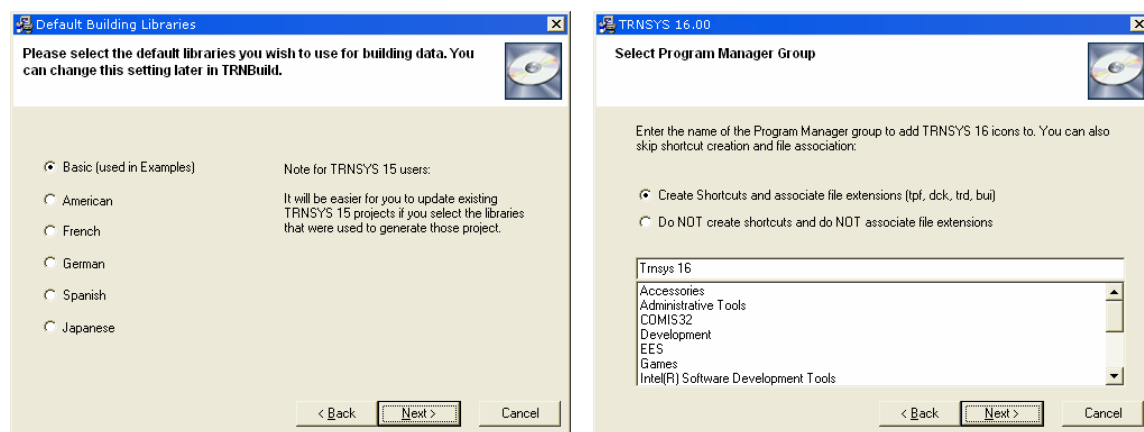 Default Building Libraries
Please select the default libraries you wish to use for building data. You
can change this setting later in TRNBuild.
Basic (used in Examples)
American
French
German
Spanish
Japanese
Note for TRNSYS 15 users:
It will be easier for you to update existing
TRNSYS 15 projects if you select the libraries
that were used to generate those project.
< Back
Next >
Cancel
TRNSYS 16.00
Select Program Manager Group
Enter the name of the Program Manager group to add TRNSYS 16 icons to. You can also
skip shortcut creation and file association:
Create Shortcuts and associate file extensions (tpf, dck, trd, bui)
Do NOT create shortcuts and do NOT associate file extensions
Trnsys 16
Accessories
Administrative Tools
COMIS32
Development
EES
Games
Intel(R) Software Development Tools
< Back
Next >
Cancel